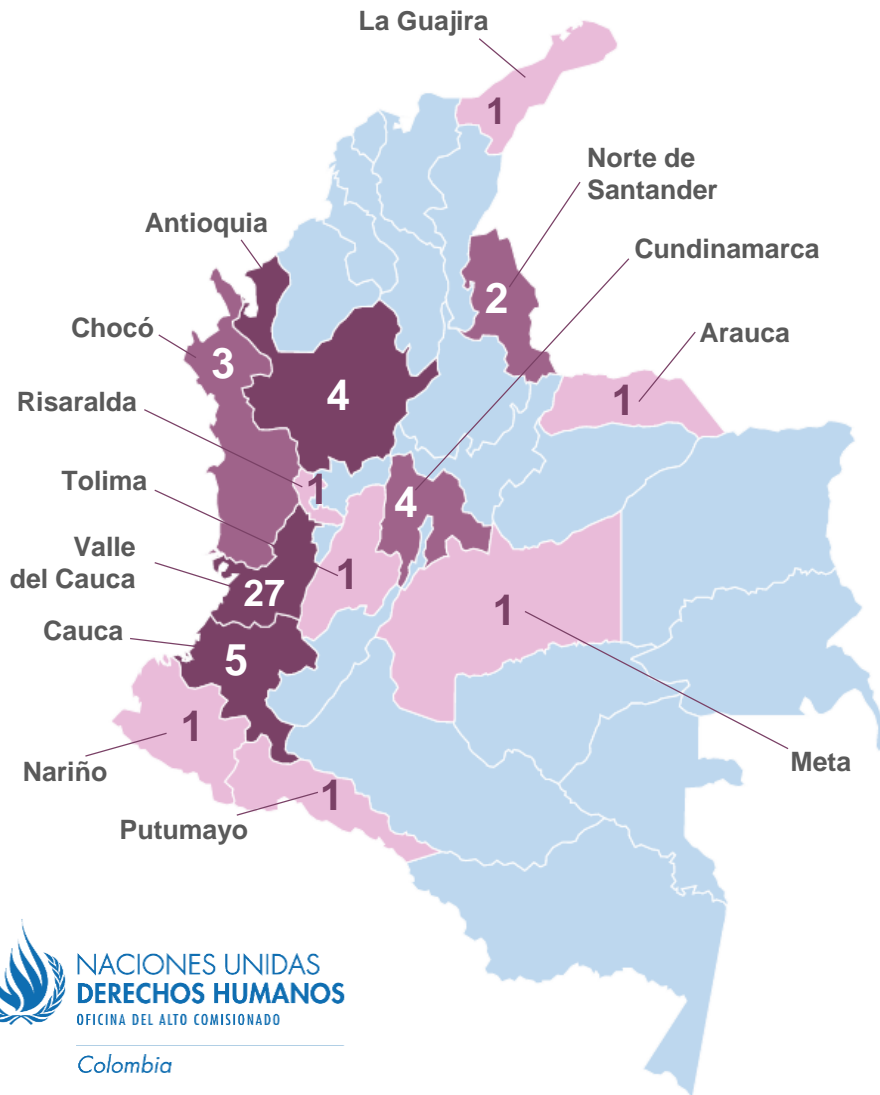 La Guajira
1
Norte de
Santander
2
Antioquia
4
Cundinamarca
4
Chocó
3
Arauca
1
Risaralda
1
Tolima
1
Valle
del Cauca
27
Cauca
5
Meta
1
Nariño
1
Putumayo
1
NACIONES UNIDAS
DERECHOS HUMANOS
OFICINA DEL ALTO COMISIONADO
Colombia